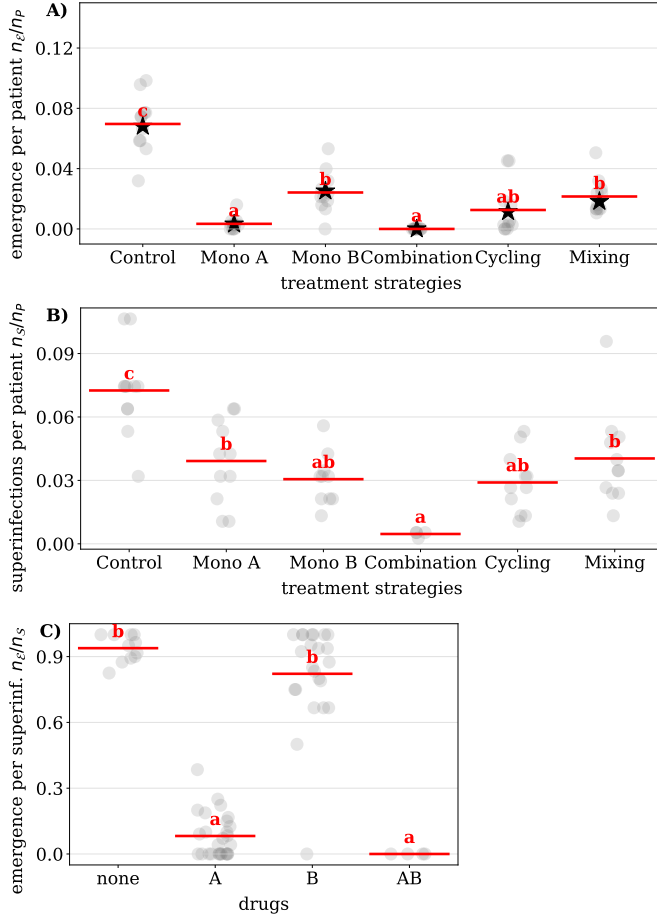 A)
emergence per patient n_ℰ/n_P
0.12
0.08
0.04
0.00
c
a
b
a
ab
b
Control Mono A Mono B Combination Cycling Mixing
treatment strategies
B)
superinfections per patient n_S/n_P
0.09
0.06
0.03
0.00
c
b
ab
a
ab
b
Control Mono A Mono B Combination Cycling Mixing
treatment strategies
C)
emergence per superinf. n_ℰ/n_S
0.9
0.6
0.3
0.0
b
a
b
a
none A B AB
drugs